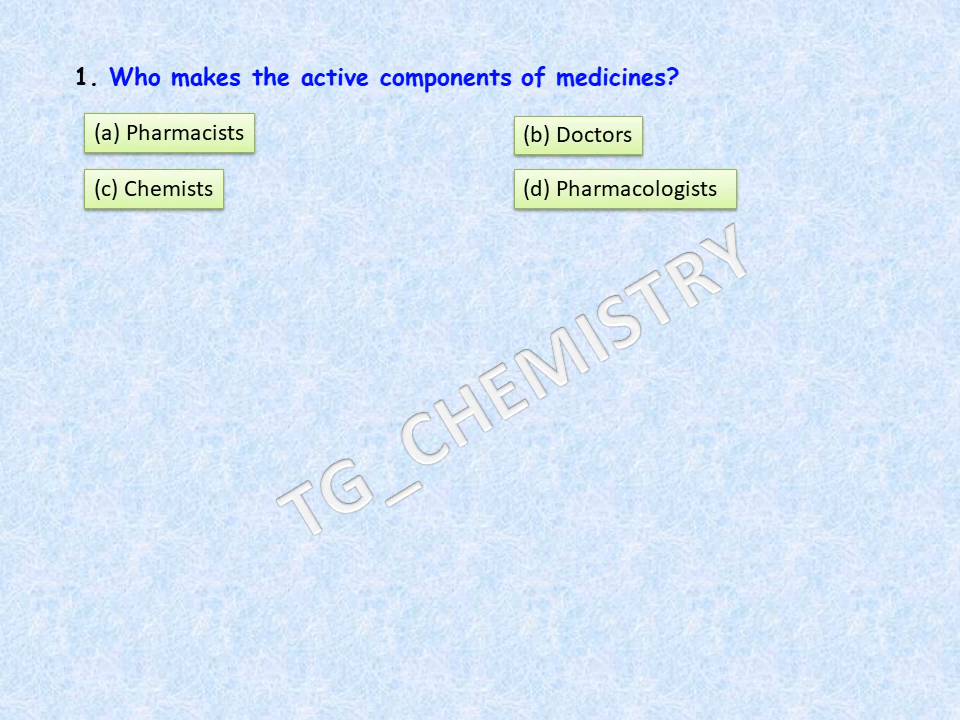 1. Who makes the active components of medicines?
(a) Pharmacists
(b) Doctors
(c) Chemists
(d) Pharmacologists
TG_CHEMISTRY